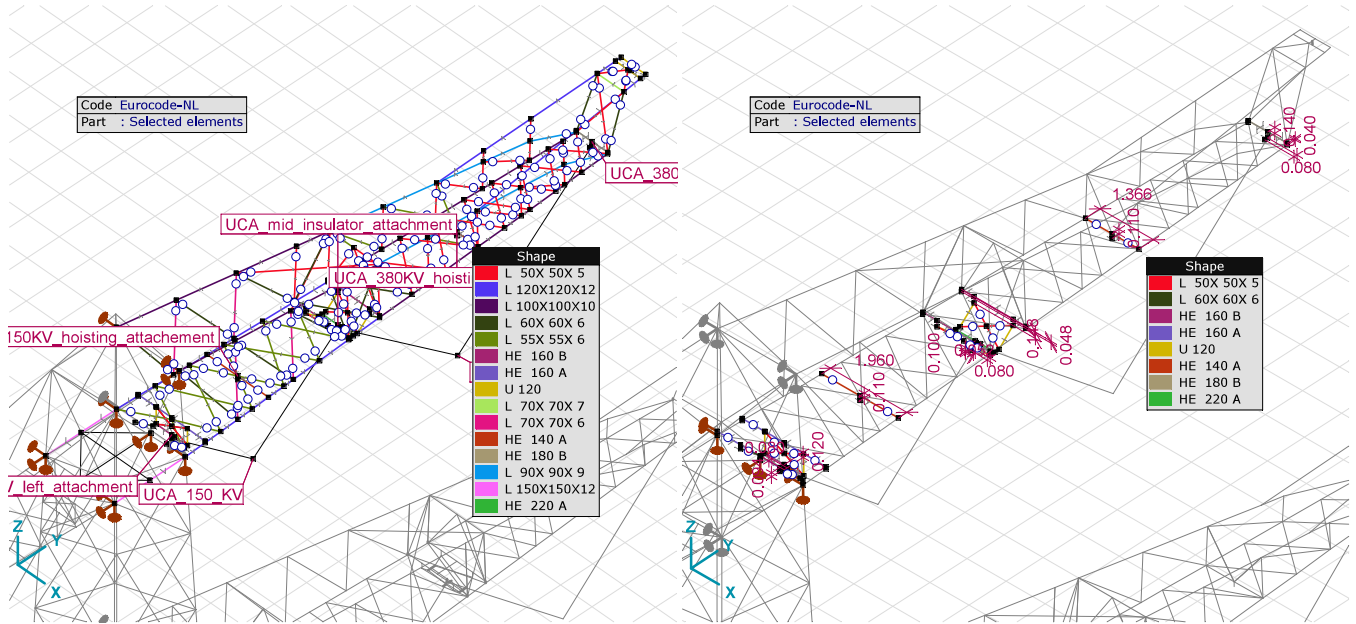 Code Eurocode-NL
Part : Selected elements
UCA_380
UCA_mid_insulator_attachment
UCA_380KV_hoisti
150KV_hoisting_attachement
V_left_attachment
UCA_150_KV
Shape
L 50X 50X 5
L 120X120X12
L 100X100X10
L 60X 60X 6
L 55X 55X 6
HE 160 B
HE 160 A
U 120
L 70X 70X 7
L 70X 70X 6
HE 140 A
HE 180 B
L 90X 90X 9
L 150X150X12
HE 220 A
Z
Y
X
Code Eurocode-NL
Part : Selected elements
0.040
0.080
1.366
0.110
0.048
0.100
0.080
1.960
0.110
0.120
Shape
L 50X 50X 5
L 60X 60X 6
HE 160 B
HE 160 A
U 120
HE 140 A
HE 180 B
HE 220 A
Z
Y
X